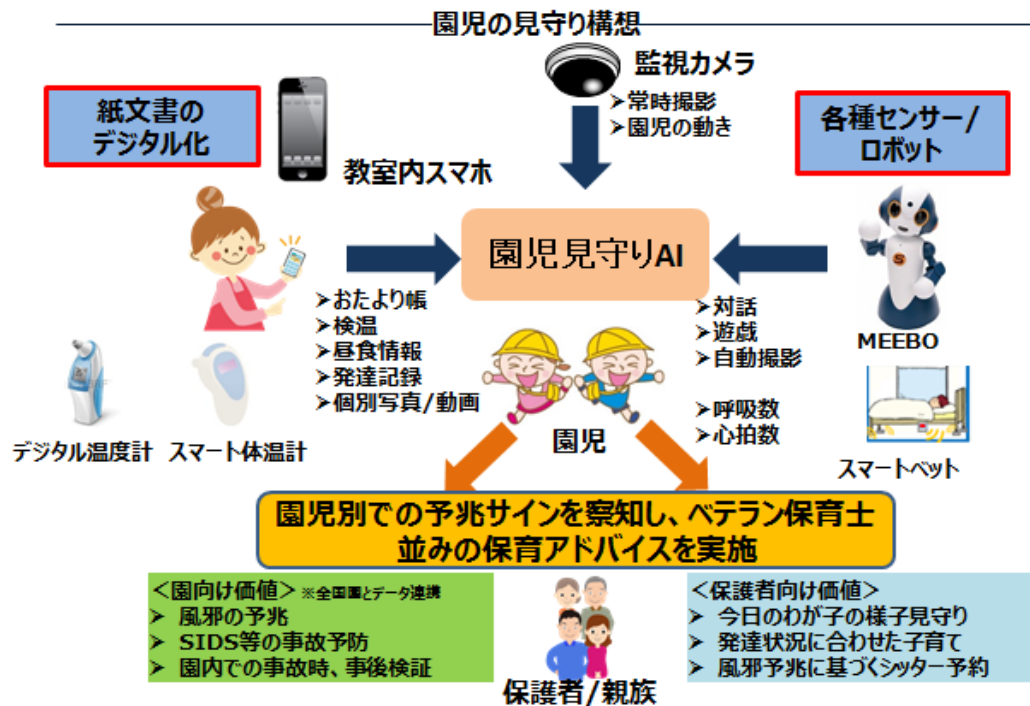 園児の見守り構想
監視カメラ
➢常時撮影
➢園児の動き
紙文書の
デジタル化
教室内スマホ
各種センサー/
ロボット
園児見守りAI
➢おたより帳
➢検温
➢昼食情報
➢発達記録
➢個別写真/動画
➢対話
➢遊戯
➢自動撮影
➢呼吸数
➢心拍数
S
MEEBO
デジタル温度計
スマート体温計
園児
スマートベット
園児別での予兆サインを察知し、ベテラン保育士
並みの保育アドバイスを実施
＜園向け価値＞※全国園とデータ連携
➢ 風邪の予兆
➢ SIDS等の事故予防
➢ 園内での事故時、事後検証
保護者/親族
＜保護者向け価値＞
➢ 今日のわが子の様子見守り
➢ 発達状況に合わせた子育て
➢ 風邪予兆に基づくシッター予約